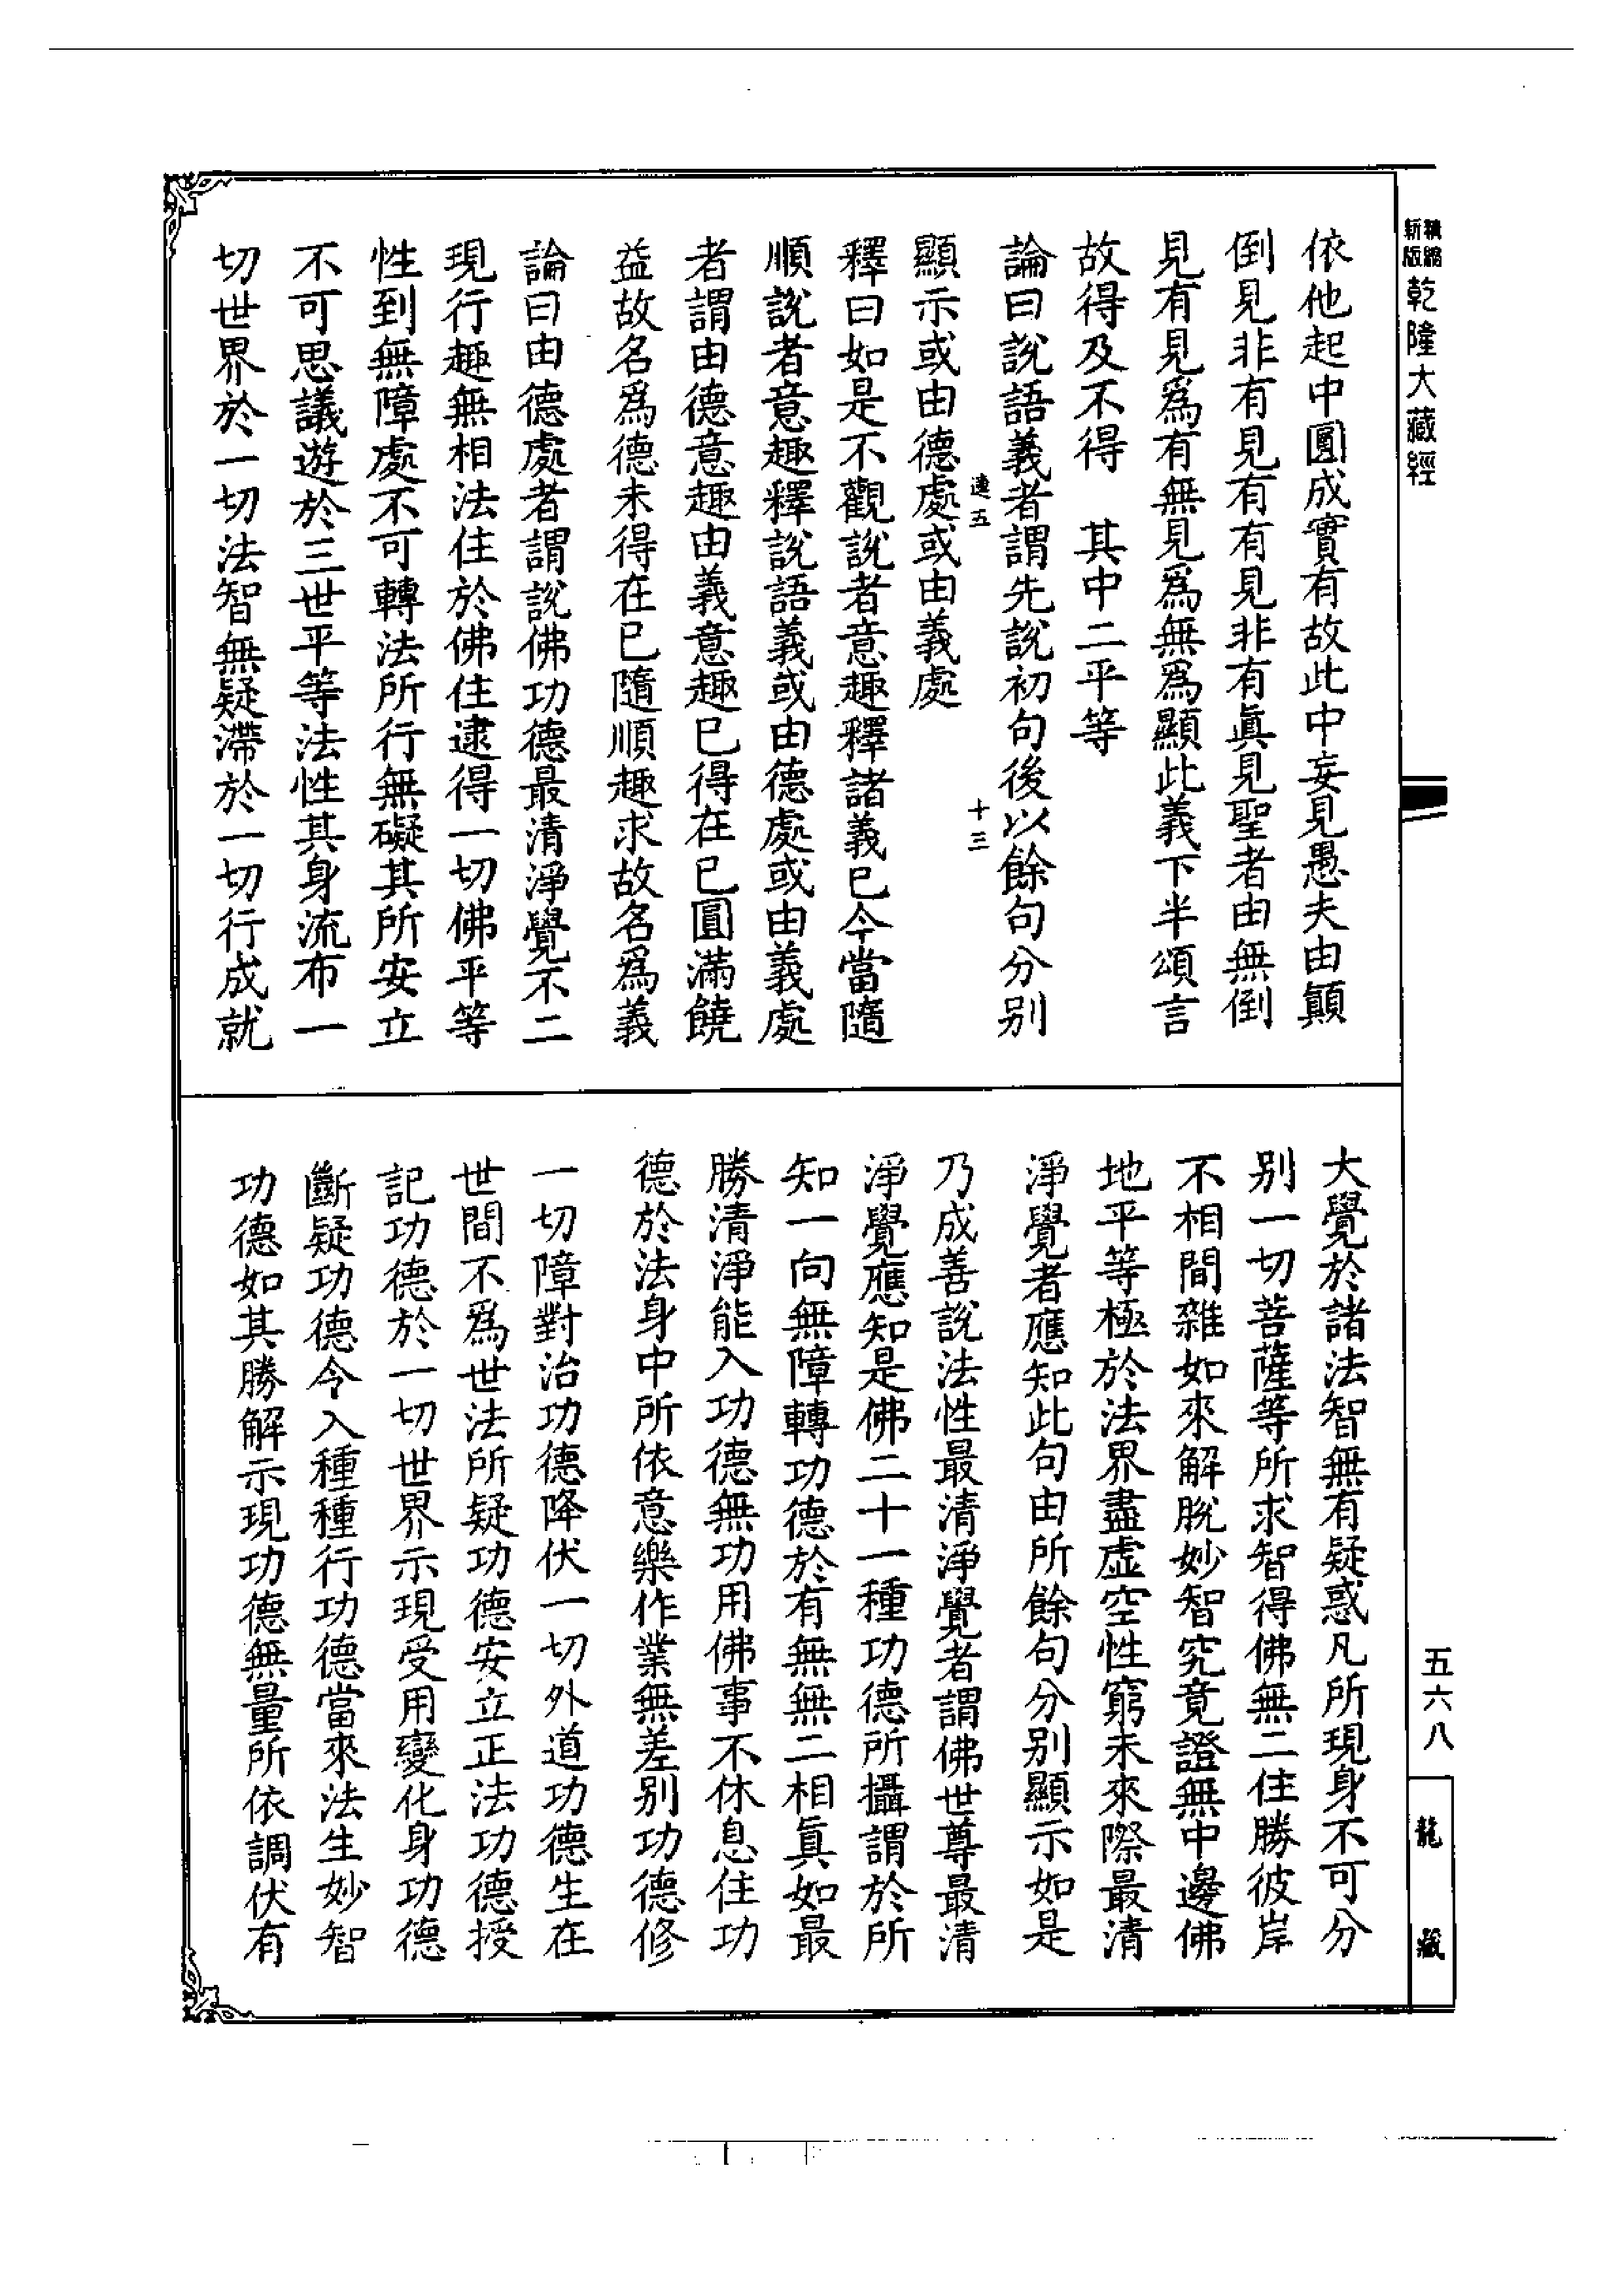 新版 精縮 乾隆大藏經
依他起中圓成實有故此中妄見愚夫由顛
倒見非有見有有見非有眞見聖者由無倒
見有見爲有無見爲無爲顯此義下半頌言
故得及不得　其中二平等
論曰說語義者謂先說初句後以餘句分别
十三
顯示或由德處或由義處
釋曰如是不觀說者意趣釋諸義已今當隨
順說者意趣釋說語義或由德處或由義處
者謂由德意趣由義意趣已得在已圓滿饒
益故名爲德未得在已隨順趣求故名爲義
論曰由德處者謂說佛功德最清淨覺不二
現行趣無相法住於佛住逮得一切佛平等
性到無障處不可轉法所行無礙其所安立
不可思議遊於三世平等法性其身流布一
切世界於一切法智無疑滯於一切行成就
大覺於諸法智無有疑惑凡所現身不可分
别一切菩薩等所求智得佛無二住勝彼岸
不相間雜如來解脫妙智究竟證無中邊佛
地平等極於法界盡虛空性窮未來際最清
淨覺者應知此句由所餘句分别顯示如是
乃成善說法性最清淨覺者謂佛世尊最清
淨覺應知是佛二十一種功德所攝謂於所
知一向無障轉功德於有無無二相眞如最
勝清淨能入功德無功用佛事不休息住功
德於法身中所依意樂作業無差别功德修
一切障對治功德降伏一切外道功德生在
世間不爲世法所疑功德安立正法功德授
記功德於一切世界示現受用變化身功德
斷疑功德令入種種行功德當來法生妙智
功德如其勝解示現功德無量所依調伏有
五六八
龍藏